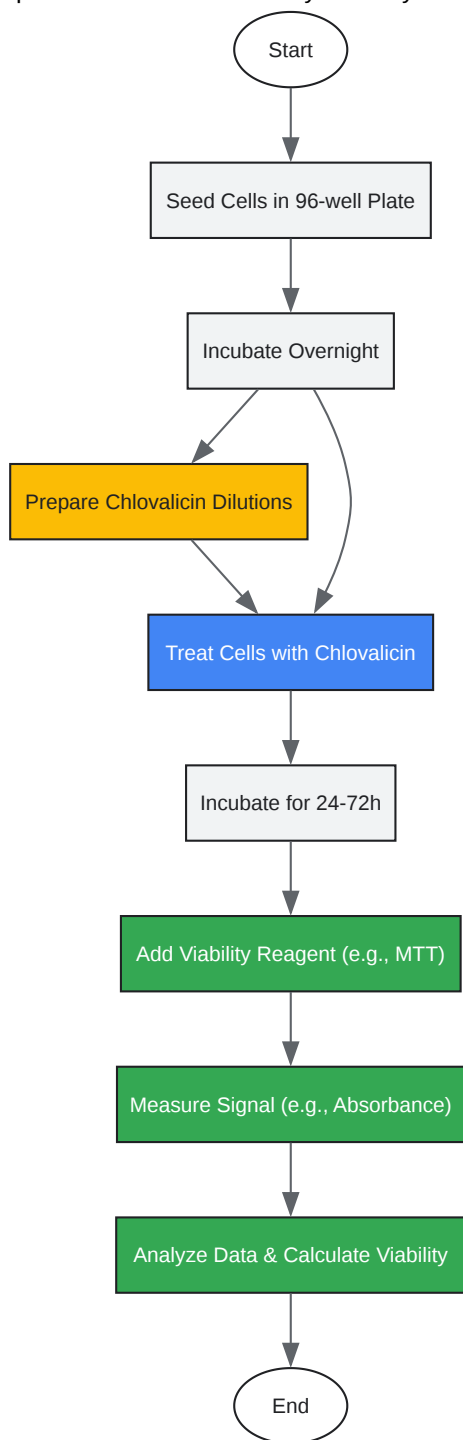 Start
Seed Cells in 96-well Plate
Incubate Overnight
Prepare Chlovalicin Dilutions
Treat Cells with Chlovalicin
Incubate for 24-72h
Add Viability Reagent (e.g., MTT)
Measure Signal (e.g., Absorbance)
Analyze Data & Calculate Viability
End